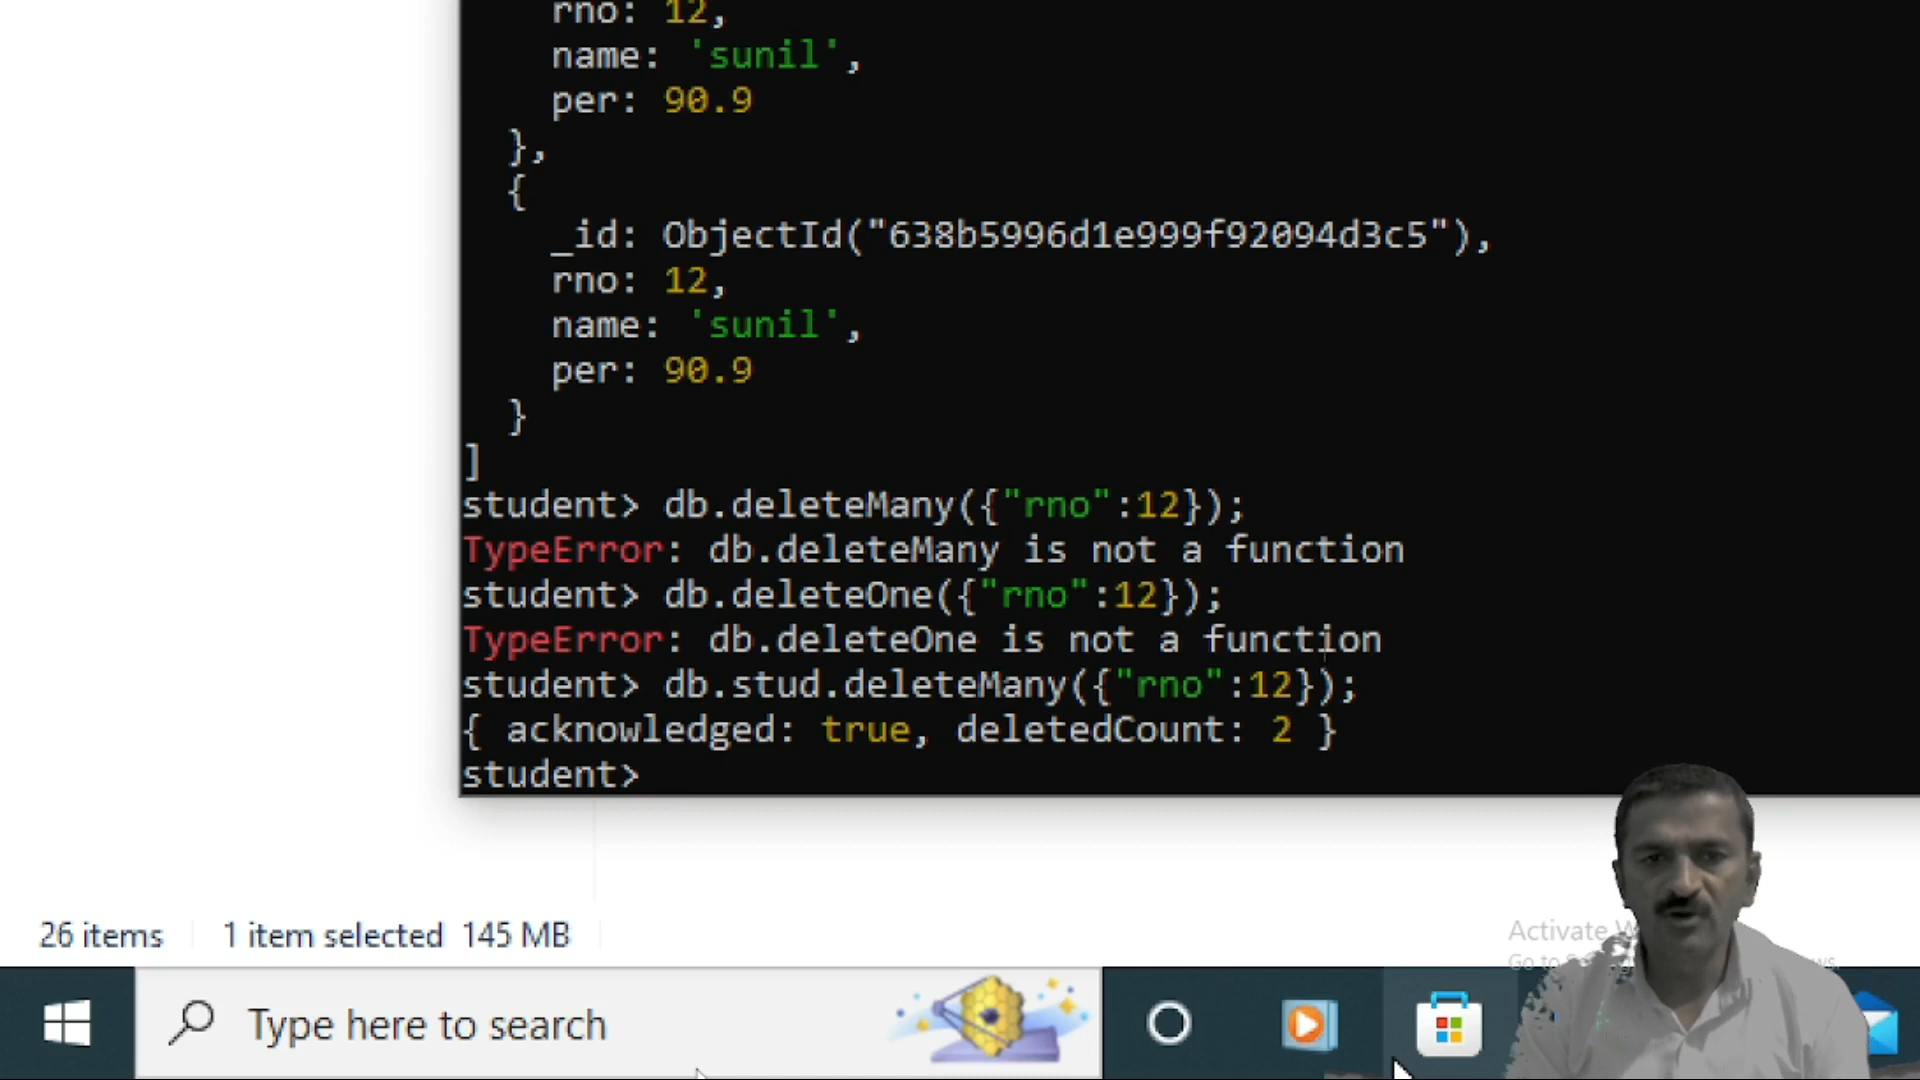 rno: 12,
name: 'sunil',
per: 90.9
},
{
_id: ObjectId("638b5996d1e999f92094d3c5"),
rno: 12,
name: 'sunil',
per: 90.9
}
]
student> db.deleteMany({"rno":12});
TypeError: db.deleteMany is not a function
student> db.deleteOne({"rno":12});
TypeError: db.deleteOne is not a function
student> db.stud.deleteMany({"rno":12});
{ acknowledged: true, deletedCount: 2 }
student>
26 items 1 item selected 145 MB
Activate
Go to
Type here to search